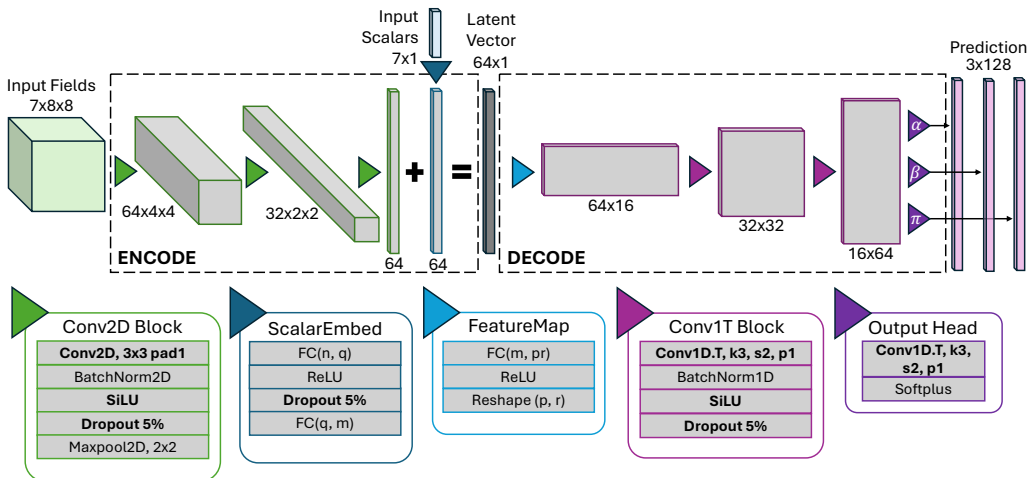 Input Fields
7x8x8
Input
Scalars
7x1
Latent
Vector
64x1
Prediction
3x128
64x4x4
32x2x2
+
=
64
64
ENCODE
64x16
32x32
16x64
α
β
π
DECODE
Conv2D Block
Conv2D, 3x3 pad1
BatchNorm2D
SiLU
Dropout 5%
Maxpool2D, 2x2
ScalarEmbed
FC(n, q)
ReLU
Dropout 5%
FC(q, m)
FeatureMap
FC(m, pr)
ReLU
Reshape (p, r)
Conv1T Block
Conv1D.T, k3, s2, p1
BatchNorm1D
SiLU
Dropout 5%
Output Head
Conv1D.T, k3,
s2, p1
Softplus